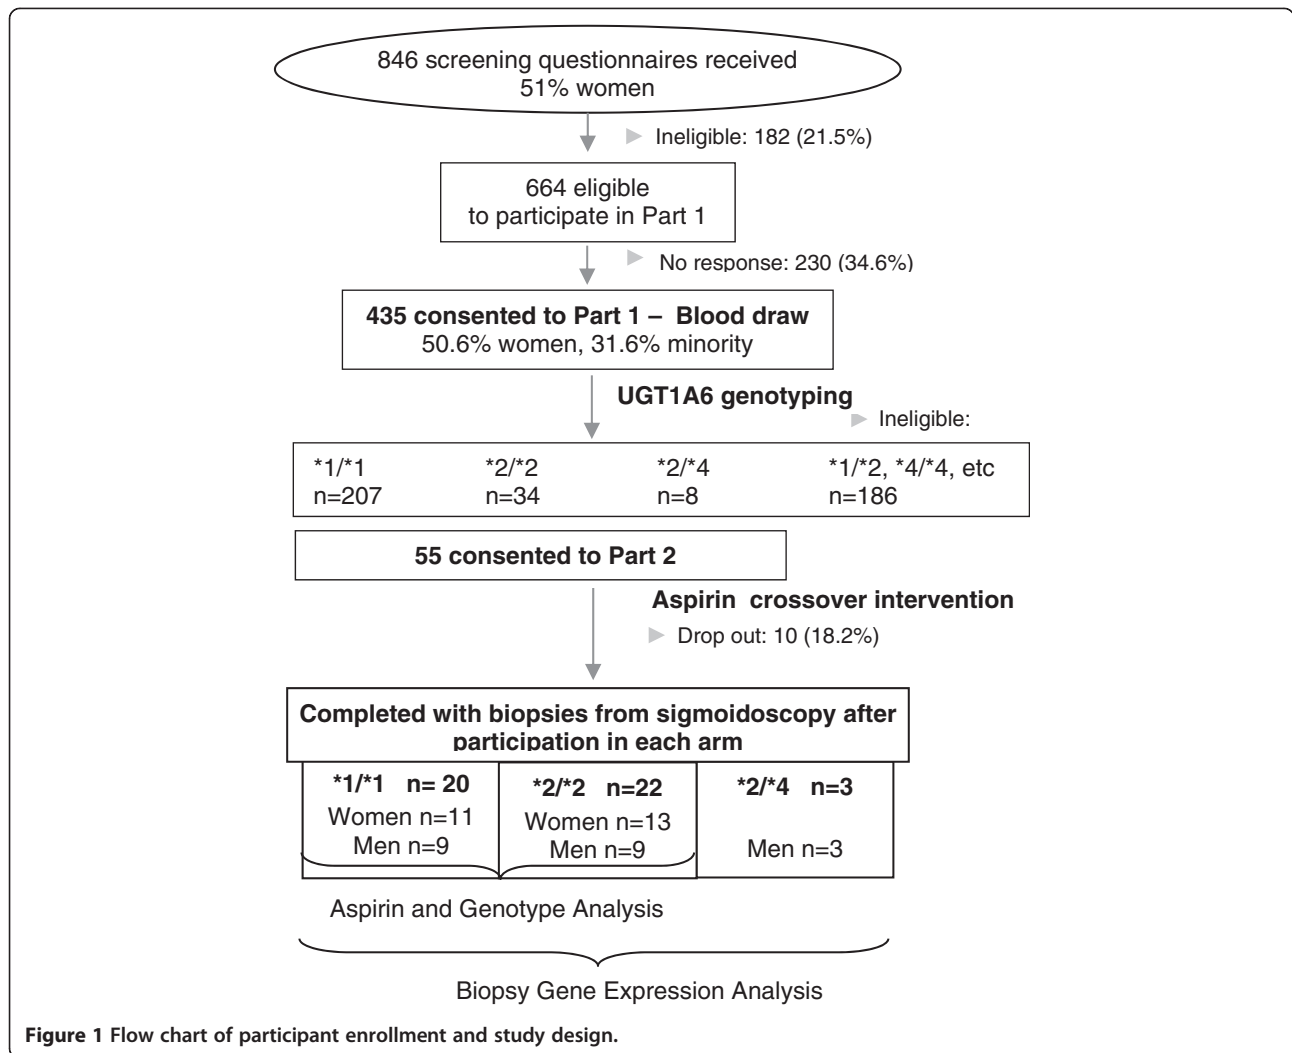 846 screening questionnaires received
51% women
Ineligible: 182 (21.5%)
664 eligible
to participate in Part 1
No response: 230 (34.6%)
435 consented to Part 1 – Blood draw
50.6% women, 31.6% minority
UGT1A6 genotyping
Ineligible:
*1/*1 *2/*2 *2/*4 *1/*2, *4/*4, etc
n=207 n=34 n=8 n=186
55 consented to Part 2
Aspirin crossover intervention
Drop out: 10 (18.2%)
Completed with biopsies from sigmoidoscopy after
participation in each arm
*1/*1 n= 20 *2/*2 n=22 *2/*4 n=3
Women n=11 Women n=13
Men n=9 Men n=9 Men n=3
Aspirin and Genotype Analysis
Biopsy Gene Expression Analysis
Figure 1 Flow chart of participant enrollment and study design.